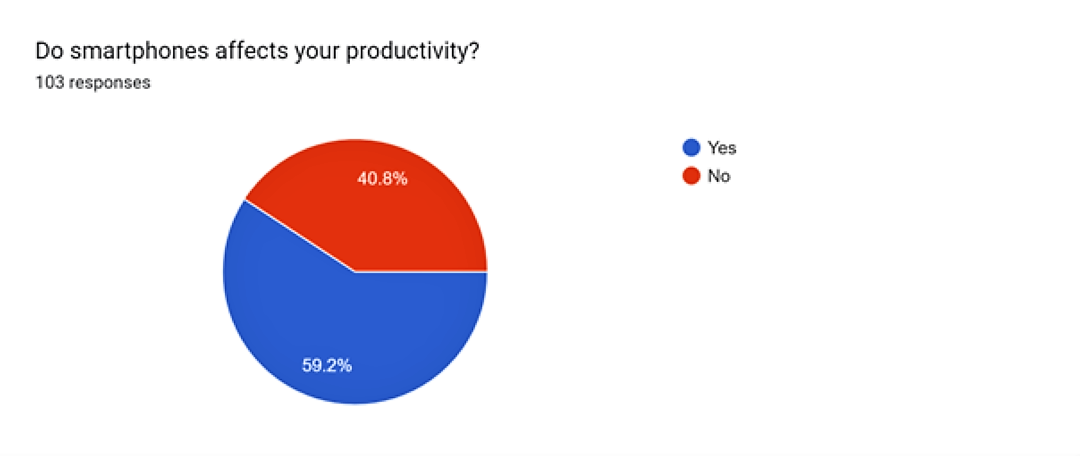 Do smartphones affects your productivity?
103 responses
Yes
No
40.8%
59.2%